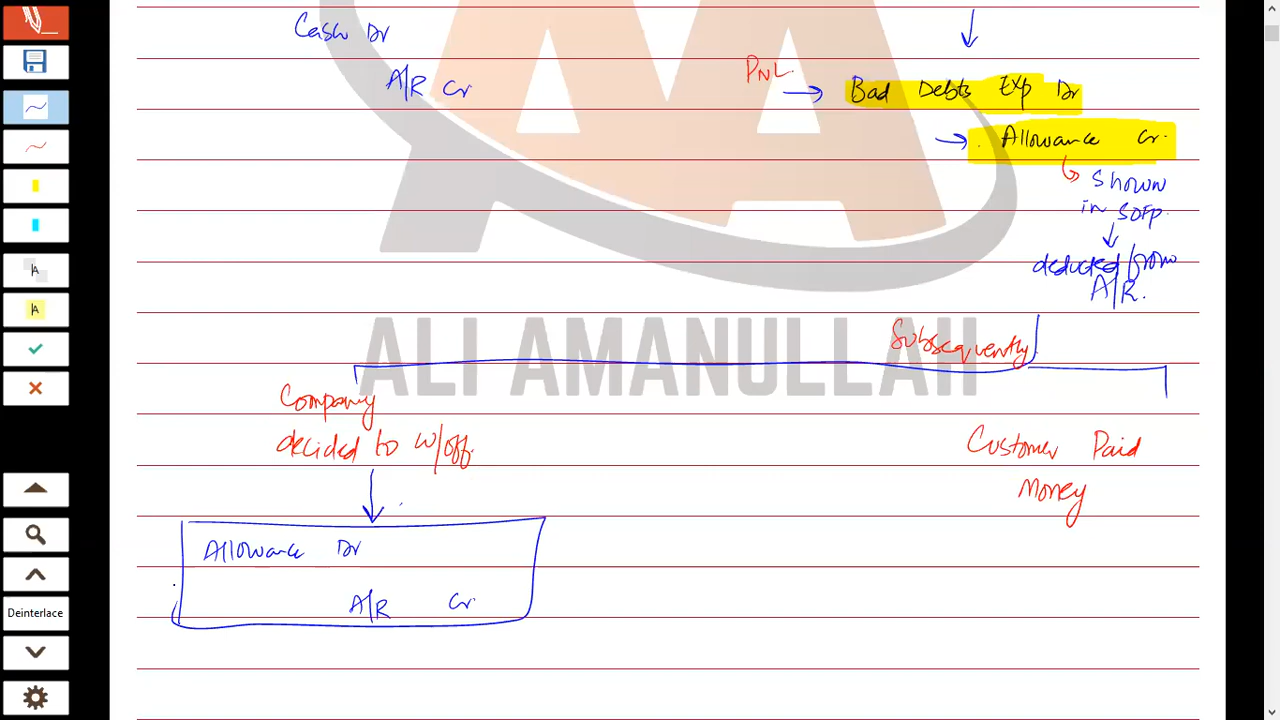 Cash Dr
A/R Cr
PNL
Bad Debts Exp Dr
Allowance Cr.
Shown
in SOFP.
deducted from
A/R.
ALI AMANULLAH
Subsequently
Company
decided to w/off.
Customer Paid
Money
Allowance Dr
A/R Cr
Deinterlace